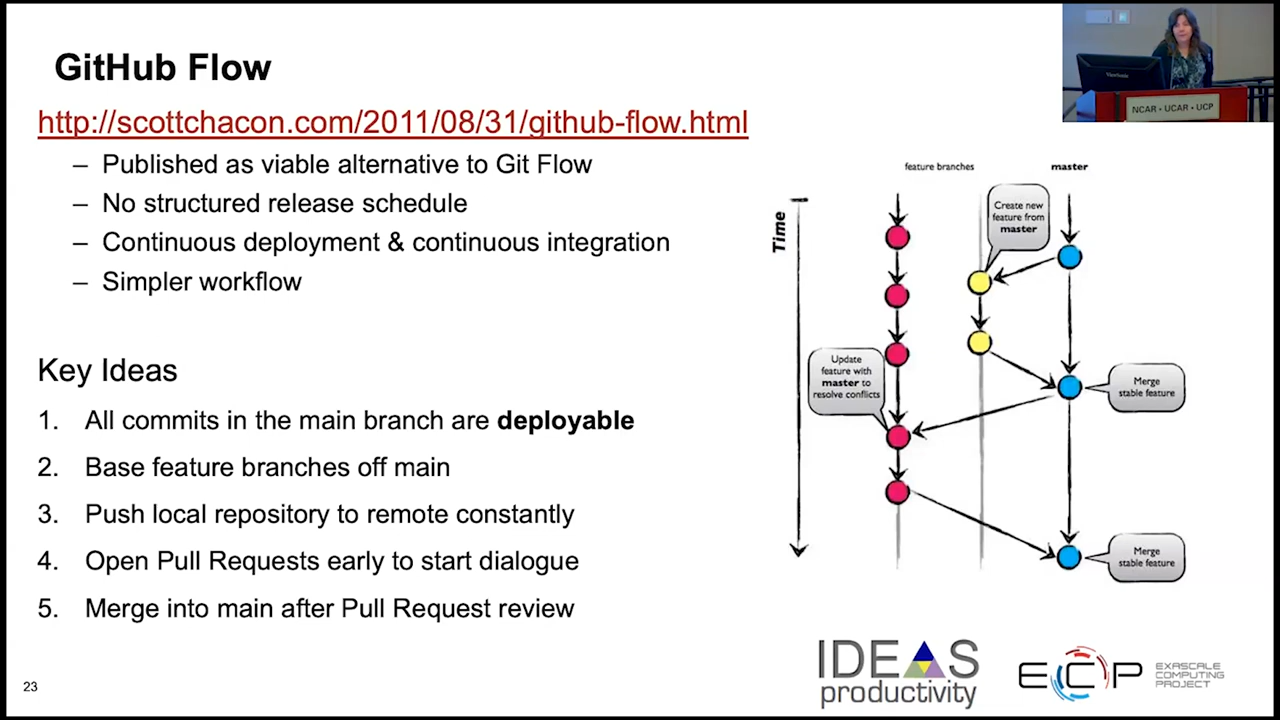 GitHub Flow
http://scottchacon.com/2011/08/31/github-flow.html
– Published as viable alternative to Git Flow
– No structured release schedule
– Continuous deployment & continuous integration
– Simpler workflow
Key Ideas
1. All commits in the main branch are deployable
2. Base feature branches off main
3. Push local repository to remote constantly
4. Open Pull Requests early to start dialogue
5. Merge into main after Pull Request review
23
ViewSonic
NCAR • UCAR • UCP
feature branches
master
Time
Create new
feature from
master
Update
feature with
master to
resolve conflicts
Merge
stable feature
Merge
stable feature
IDEAS
productivity
ECP
EXASCALE
COMPUTING
PROJECT